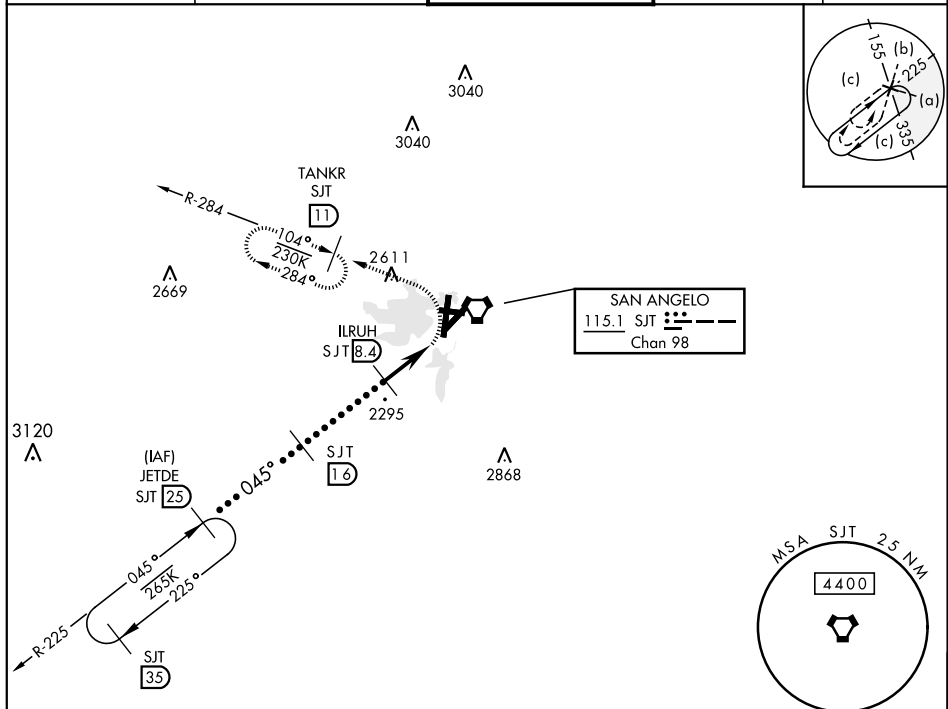 155
(b)
(c)
225
(a)
(c)
335
3040
3040
TANKR
SJT
11
R-284
104°
230K
284°
2611
2669
SAN ANGELO
115.1 SJT
Chan 98
ILRUH
SJT 8.4
2295
3120
(IAF)
JETDE
SJT 25
045°
SJT
16
2868
045°
265K
225°
R-225
SJT
35
MSA SJT 25 NM
4400